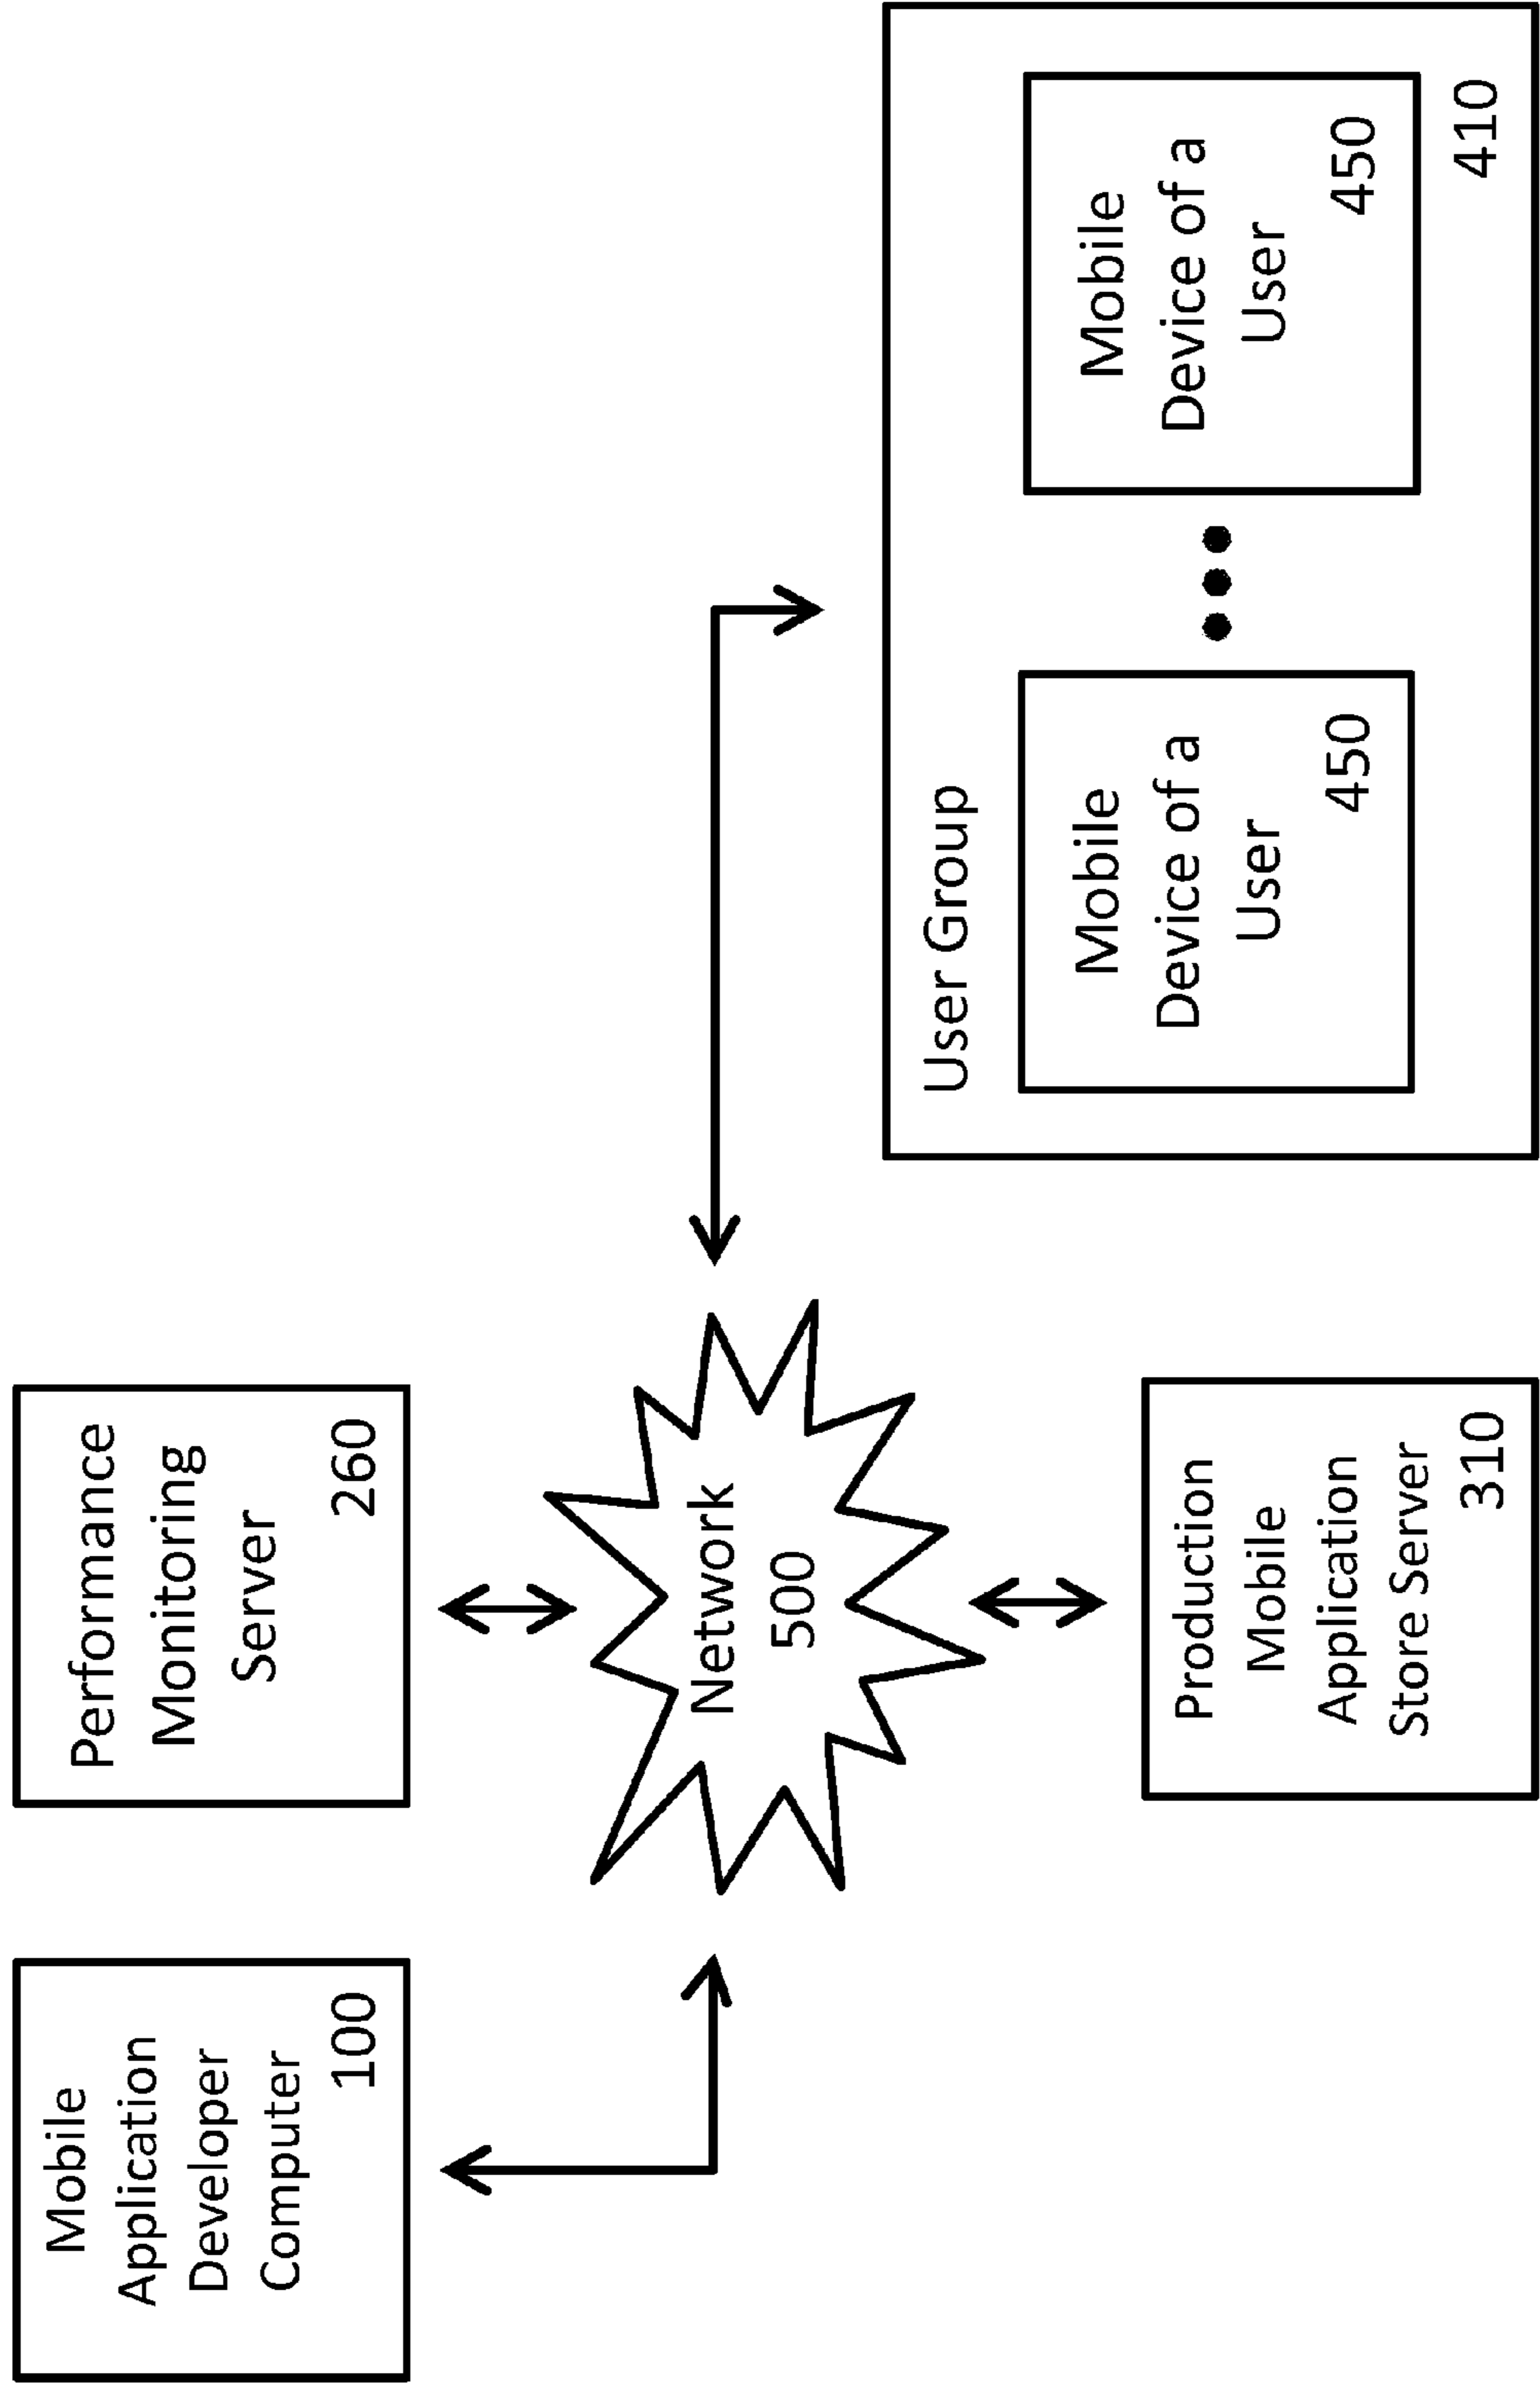 Mobile
Application
Developer
Computer
100
Performance
Monitoring
Server
260
Network
500
Production
Mobile
Application
Store Server
310
User Group
Mobile
Device of a
User
450
Mobile
Device of a
User
450
410